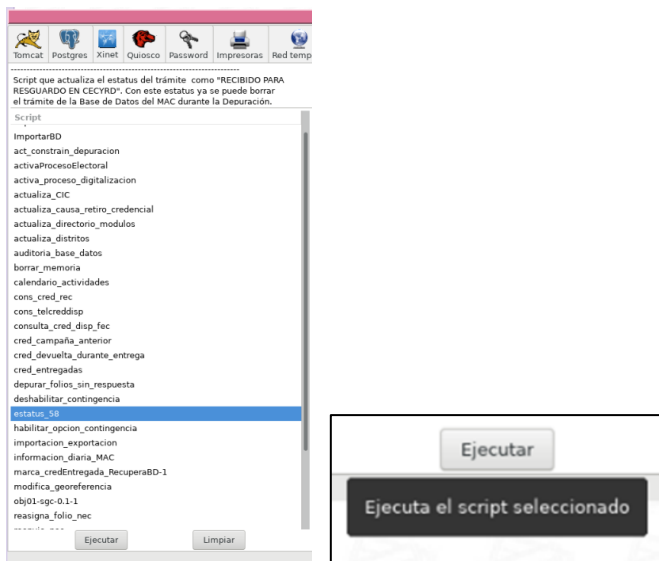 Tomcat Postgres Xinet Quiosco Password Impresoras Red temp
Script que actualiza el estatus del trámite como "RECIBIDO PARA
RESGUARDO EN CECYRD". Con este estatus ya se puede borrar
el trámite de la Base de Datos del MAC durante la Depuración.
Script
ImportarBD
act_constrain_depuracion
activaProcesoElectoral
activa_proceso_digitalizacion
actualiza_CIC
actualiza_causa_retiro_credencial
actualiza_directorio_modulos
actualiza_distritos
auditoria_base_datos
borrar_memoria
calendario_actividades
cons_cred_rec
cons_telcreddisp
consulta_cred_disp_fec
cred_campaña_anterior
cred_devuelta_durante_entrega
cred_entregadas
depurar_folios_sin_respuesta
deshabilitar_contingencia
estatus_58
habilitar_opcion_contingencia
importacion_exportacion
informacion_diaria_MAC
marca_credEntregada_RecuperaBD-1
modifica_georeferencia
obj01-sgc-0.1-1
reasigna_folio_nec
Ejecutar Limpiar
Ejecutar
Ejecuta el script seleccionado